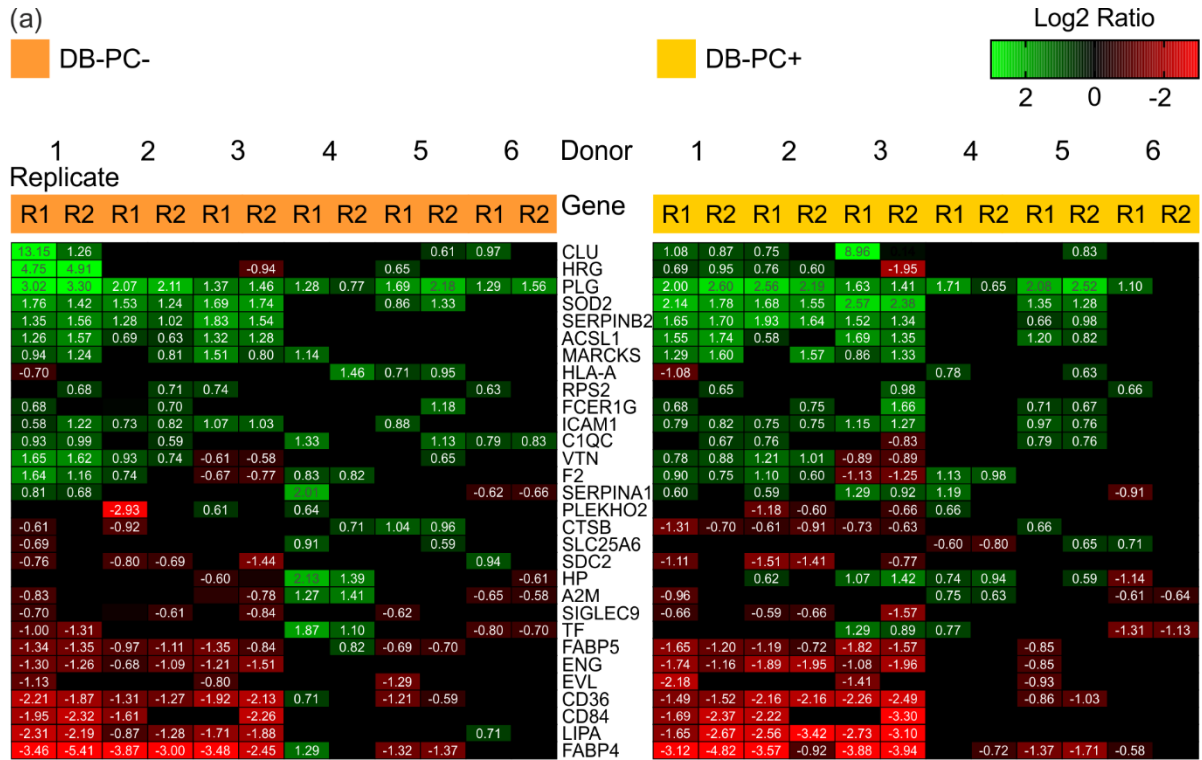 (a)
Log2 Ratio
DB-PC-
DB-PC+
2 0 -2
1 2 3 4 5 6 Donor 1 2 3 4 5 6
Replicate
R1 R2 R1 R2 R1 R2 R1 R2 R1 R2 R1 R2 Gene R1 R2 R1 R2 R1 R2 R1 R2 R1 R2 R1 R2
13.15 1.26 0.61 0.97 CLU 1.08 0.87 0.75 8.96 0.83
4.75 4.91 -0.94 0.65 HRG 0.69 0.95 0.76 0.60 -1.95
3.02 3.30 2.07 2.11 1.37 1.46 1.28 0.77 1.69 2.18 1.29 1.56 PLG 2.00 2.60 2.56 2.19 1.63 1.41 1.71 0.65 2.08 2.52 1.10
1.76 1.42 1.53 1.24 1.69 1.74 0.86 1.33 SOD2 2.14 1.78 1.68 1.55 2.57 2.38 1.35 1.28
1.35 1.56 1.28 1.02 1.83 1.54 SERPINB2 1.65 1.70 1.93 1.64 1.52 1.34 0.66 0.98
1.26 1.57 0.69 0.63 1.32 1.28 ACSL1 1.55 1.74 0.58 1.69 1.35 1.20 0.82
0.94 1.24 0.81 1.51 0.80 1.14 MARCKS 1.29 1.60 1.57 0.86 1.33
-0.70 1.46 0.71 0.95 HLA-A -1.08 0.78 0.63
0.68 0.71 0.74 0.63 RPS2 0.65 0.98 0.66
0.68 0.70 1.18 FCER1G 0.68 0.75 1.66 0.71 0.67
0.58 1.22 0.73 0.82 1.07 1.03 0.88 ICAM1 0.79 0.82 0.75 0.75 1.15 1.27 0.97 0.76
0.93 0.99 0.59 1.33 1.13 0.79 0.83 C1QC 0.67 0.76 -0.83 0.79 0.76
1.65 1.62 0.93 0.74 -0.61 -0.58 0.65 VTN 0.78 0.88 1.21 1.01 -0.89 -0.89
1.64 1.16 0.74 -0.67 -0.77 0.83 0.82 F2 0.90 0.75 1.10 0.60 -1.13 -1.25 1.13 0.98
0.81 0.68 2.01 -0.62 -0.66 SERPINA1 0.60 0.59 1.29 0.92 1.19 -0.91
-2.93 0.61 0.64 PLEKHO2 -1.18 -0.60 -0.66 0.66
-0.61 -0.92 0.71 1.04 0.96 CTSB -1.31 -0.70 -0.61 -0.91 -0.73 -0.63 0.66
-0.69 0.91 0.59 SLC25A6 -0.60 -0.80 0.65 0.71
-0.76 -0.80 -0.69 -1.44 0.94 SDC2 -1.11 -1.51 -1.41 -0.77
-0.60 2.13 1.39 -0.61 HP 0.62 1.07 1.42 0.74 0.94 0.59 -1.14
-0.83 -0.78 1.27 1.41 -0.65 -0.58 A2M -0.96 0.75 0.63 -0.61 -0.64
-0.70 -0.61 -0.84 -0.62 SIGLEC9 -0.66 -0.59 -0.66 -1.57
-1.00 -1.31 1.87 1.10 -0.80 -0.70 TF 1.29 0.89 0.77 -1.31 -1.13
-1.34 -1.35 -0.97 -1.11 -1.35 -0.84 0.82 -0.69 -0.70 FABP5 -1.65 -1.20 -1.19 -0.72 -1.82 -1.57 -0.85
-1.30 -1.26 -0.68 -1.09 -1.21 -1.51 ENG -1.74 -1.16 -1.89 -1.95 -1.08 -1.96 -0.85
-1.13 -0.80 -1.29 EVL -2.18 -1.41 -0.93
-2.21 -1.87 -1.31 -1.27 -1.92 -2.13 0.71 -1.21 -0.59 CD36 -1.49 -1.52 -2.16 -2.16 -2.26 -2.49 -0.86 -1.03
-1.95 -2.32 -1.61 -2.26 CD84 -1.69 -2.37 -2.22 -3.30
-2.31 -2.19 -0.87 -1.28 -1.71 -1.88 0.71 LIPA -1.65 -2.67 -2.56 -3.42 -2.73 -3.10
-3.46 -5.41 -3.87 -3.00 -3.48 -2.45 1.29 -1.32 -1.37 FABP4 -3.12 -4.82 -3.57 -0.92 -3.88 -3.94 -0.72 -1.37 -1.71 -0.58